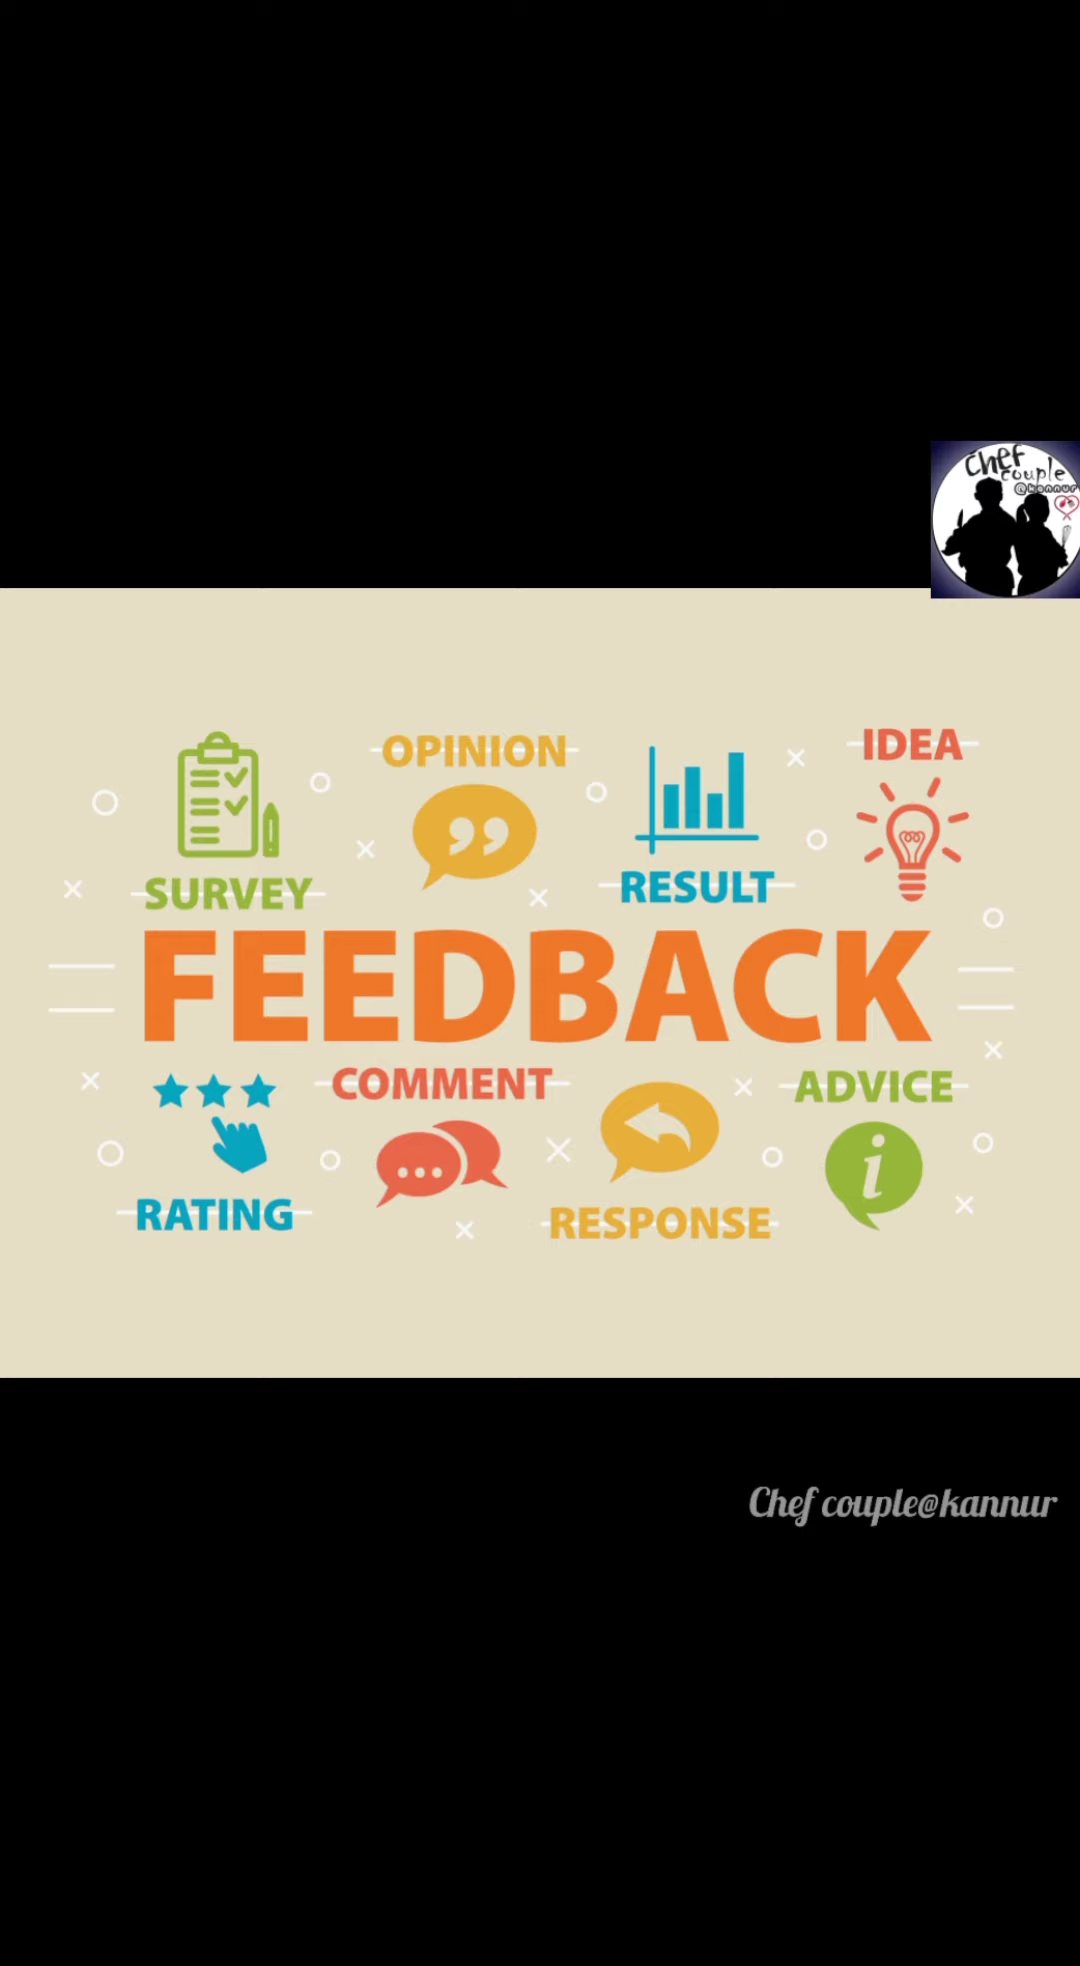 Chef
couple
@kannur
OPINION
IDEA
SURVEY
RESULT
FEEDBACK
COMMENT
ADVICE
RATING
RESPONSE
Chef couple@kannur